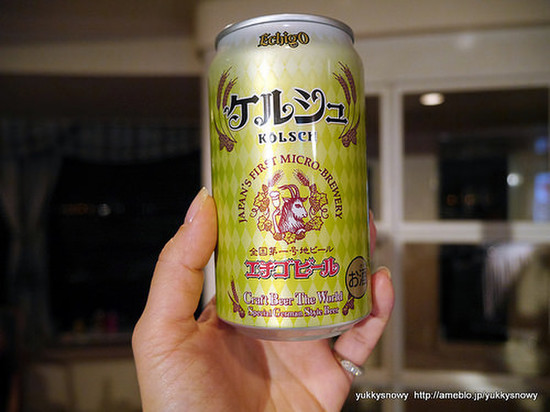 EchigO
ケルシュ
KÖLSCH
JAPAN'S FIRST MICRO-BREWERY
全国第一号地ビール
エチゴビール
お酒
Craft Beer The World
Special German Style Beer
yukkysnowy http://ameblo.jp/yukkysnowy